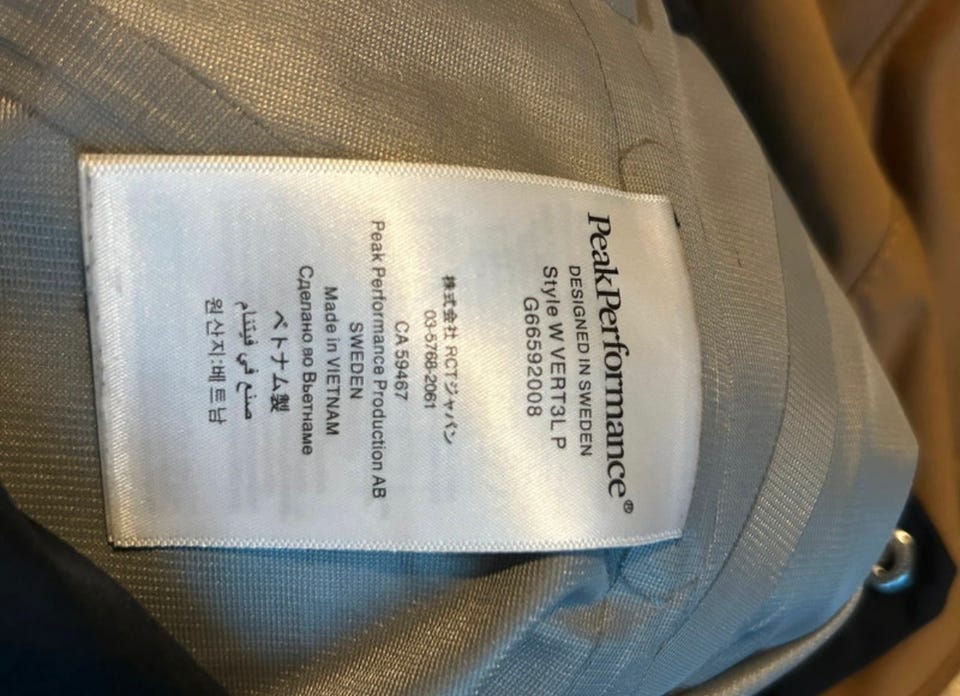 PeakPerformance®
DESIGNED IN SWEDEN
Style W VERT3L P
G66592008
株式会社 RCTジャパン
03-5768-2061
CA 59467
Peak Performance Production AB
SWEDEN
Made in VIETNAM
Сделано во Вьетнаме
ベトナム製
صنع في فيتنام
원산지:베트남